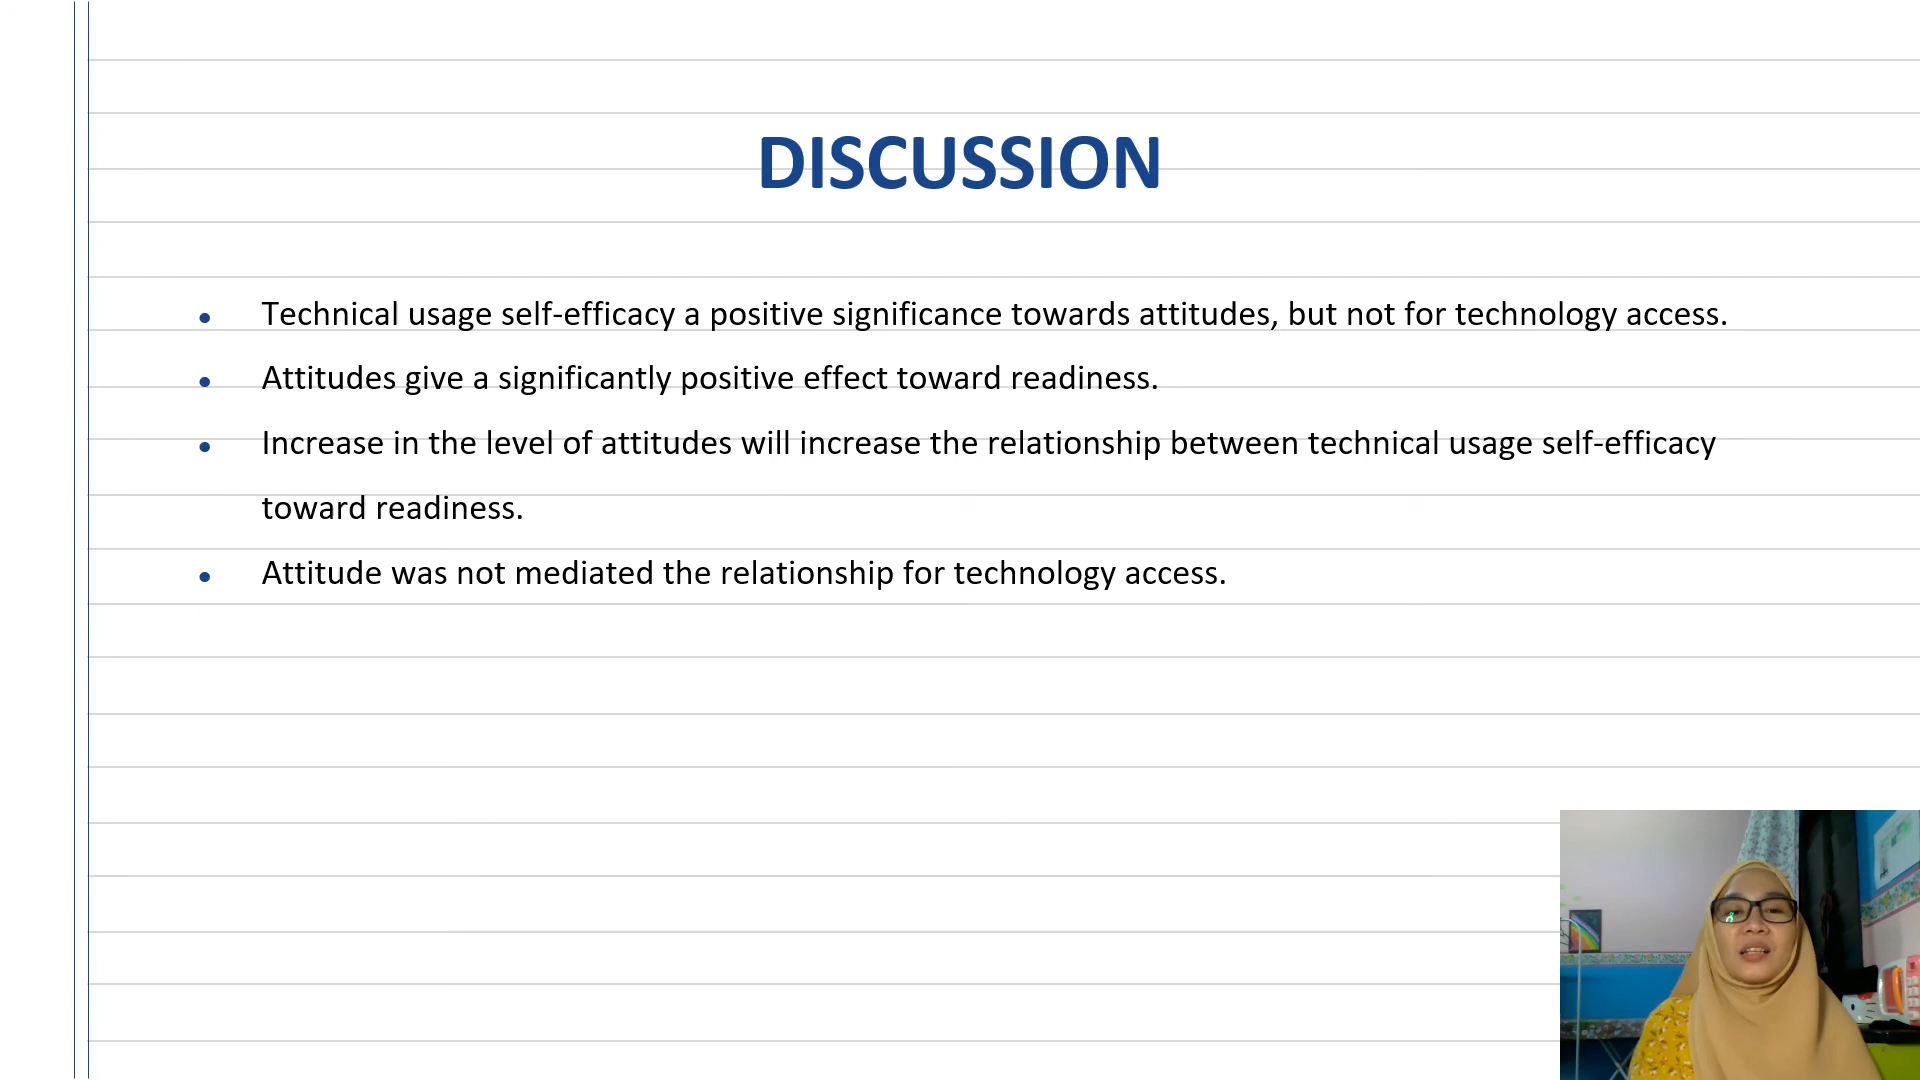 DISCUSSION
• Technical usage self-efficacy a positive significance towards attitudes, but not for technology access.
• Attitudes give a significantly positive effect toward readiness.
• Increase in the level of attitudes will increase the relationship between technical usage self-efficacy
toward readiness.
• Attitude was not mediated the relationship for technology access.